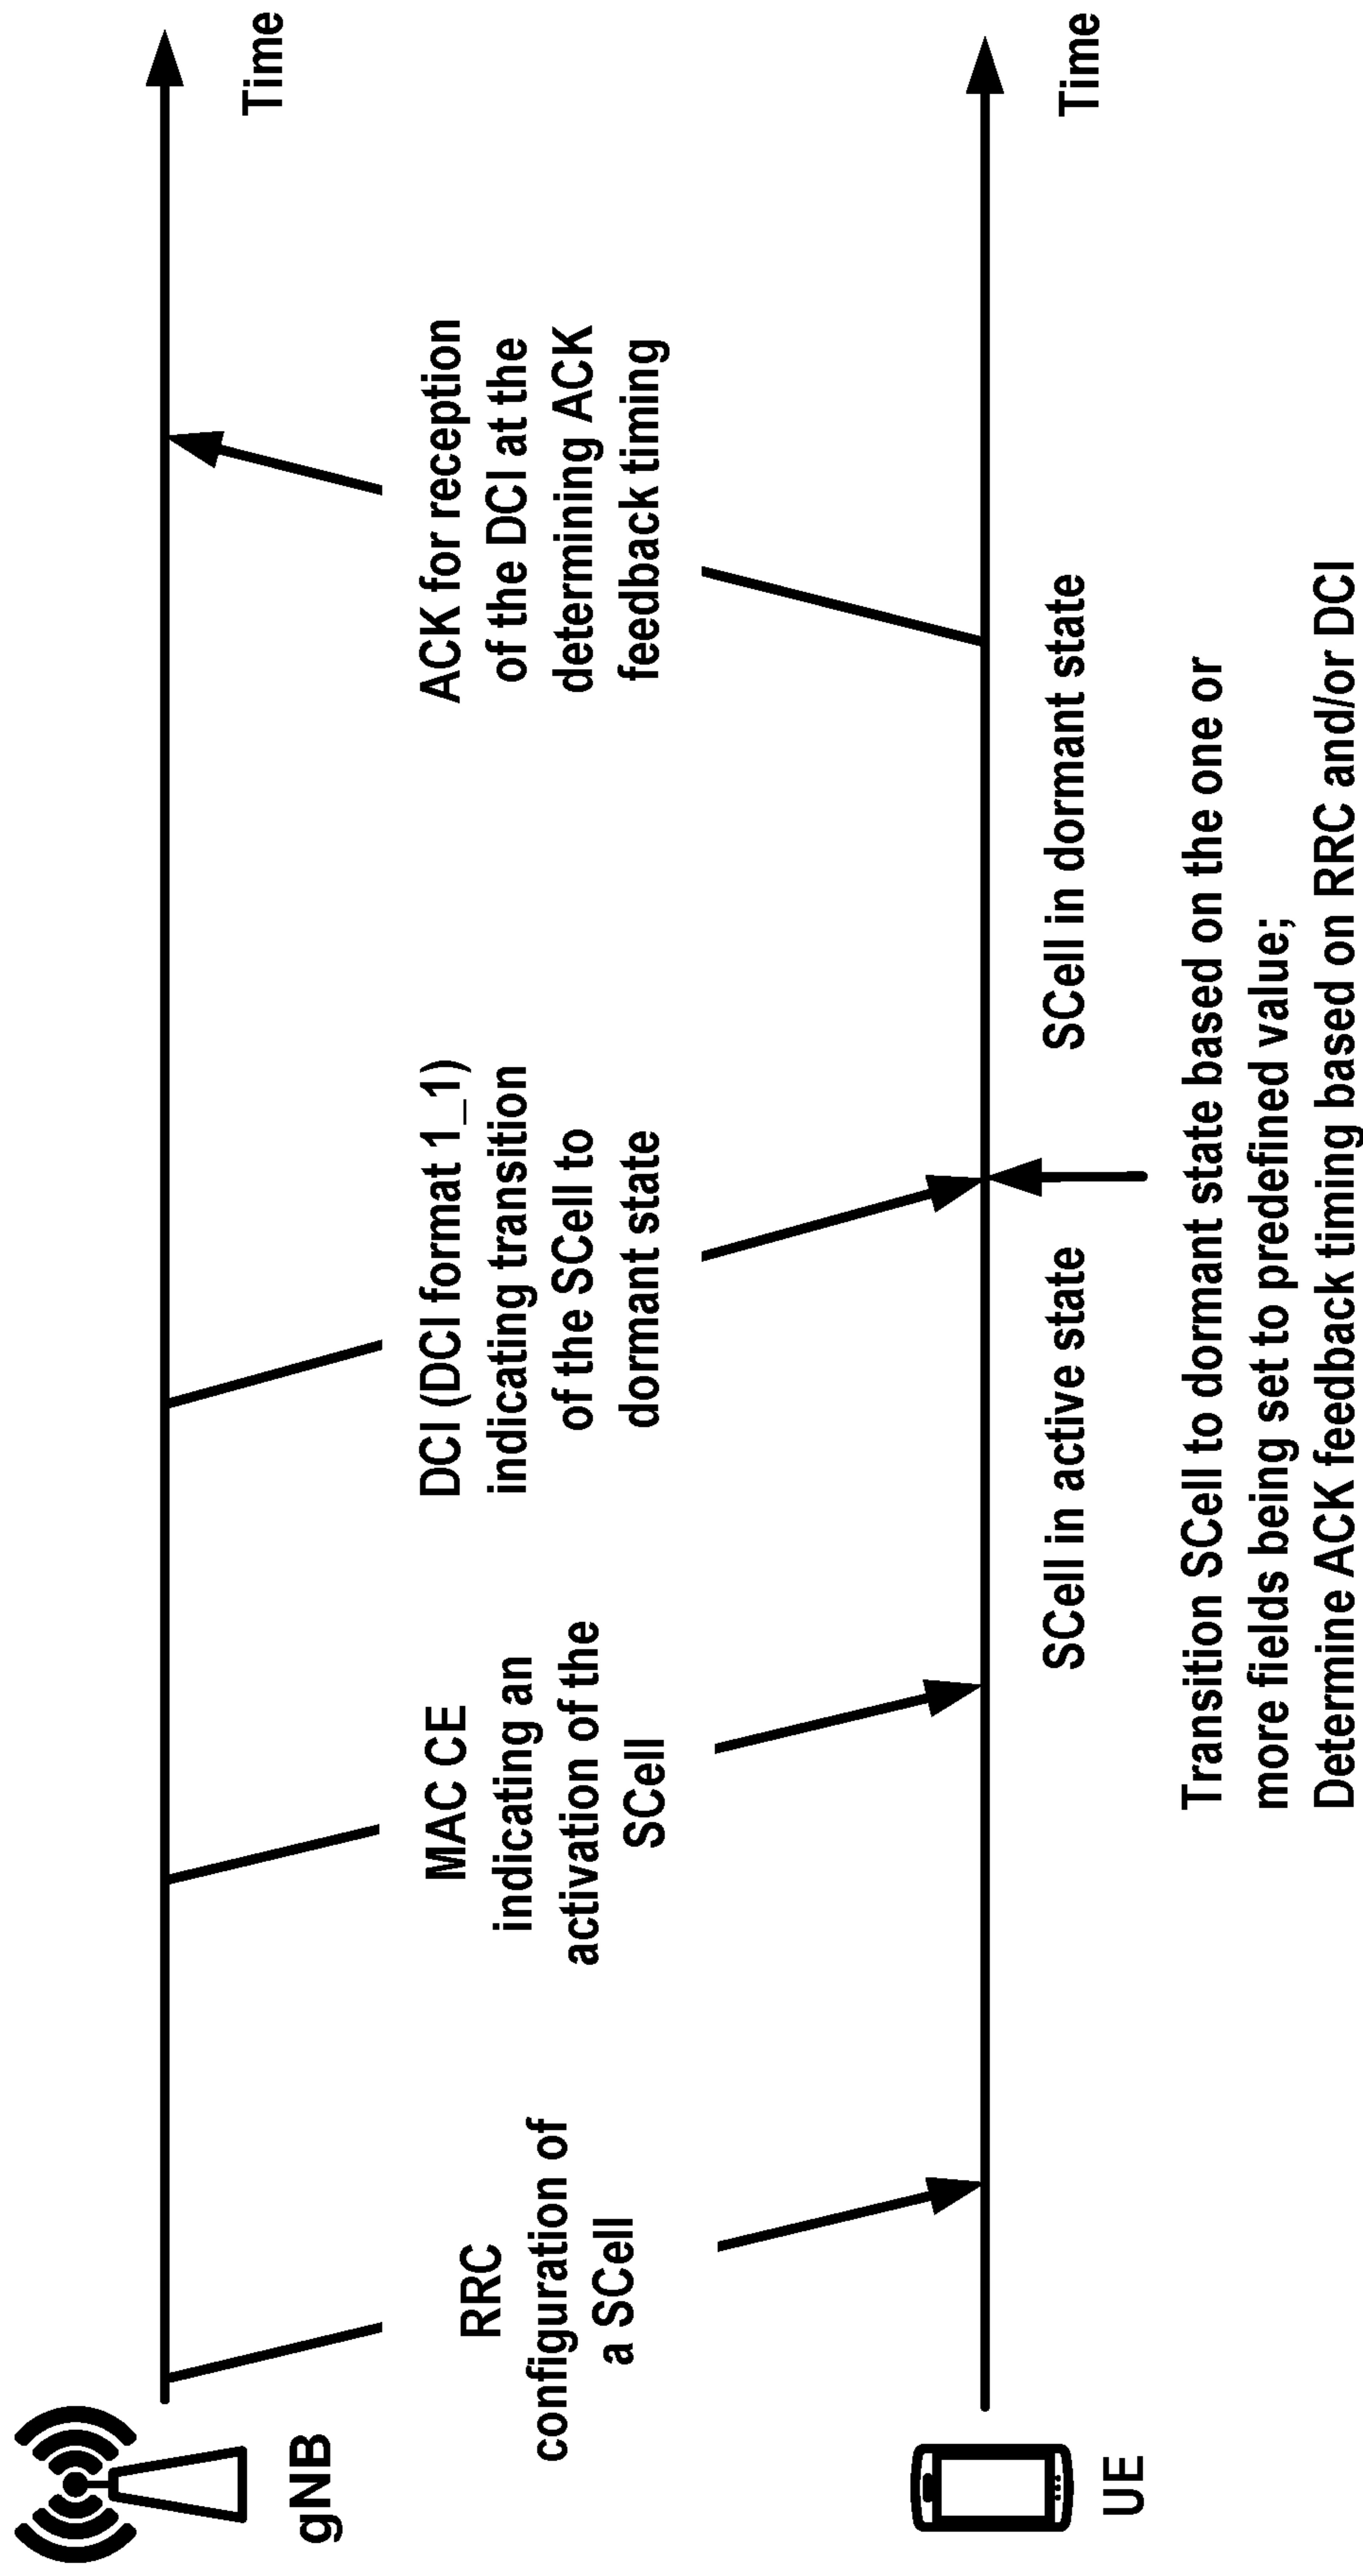 gNB
RRC
configuration of
a SCell
MAC CE
indicating an
activation of the
SCell
DCI (DCI format 1_1)
indicating transition
of the SCell to
dormant state
ACK for reception
of the DCI at the
determining ACK
feedback timing
Time
UE
SCell in active state
SCell in dormant state
Time
Transition SCell to dormant state based on the one or
more fields being set to predefined value;
Determine ACK feedback timing based on RRC and/or DCI